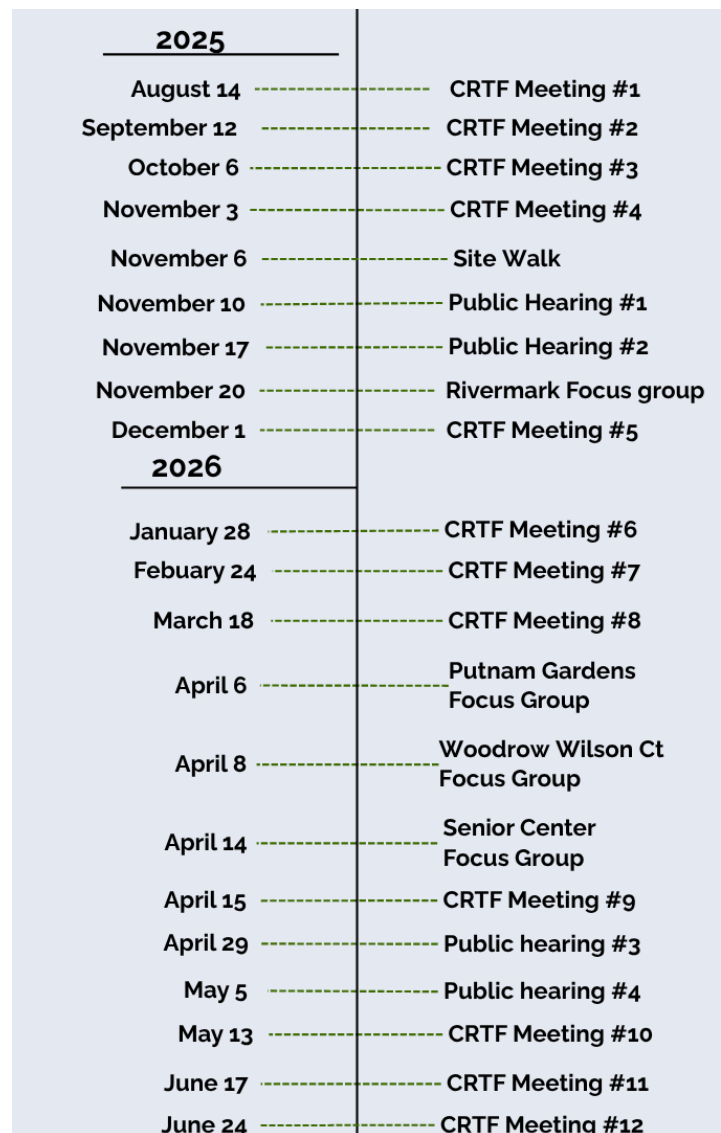 2025
August 14 CRTF Meeting #1
September 12 CRTF Meeting #2
October 6 CRTF Meeting #3
November 3 CRTF Meeting #4
November 6 Site Walk
November 10 Public Hearing #1
November 17 Public Hearing #2
November 20 Rivermark Focus group
December 1 CRTF Meeting #5
2026
January 28 CRTF Meeting #6
Febuary 24 CRTF Meeting #7
March 18 CRTF Meeting #8
April 6 Putnam Gardens
Focus Group
April 8 Woodrow Wilson Ct
Focus Group
April 14 Senior Center
Focus Group
April 15 CRTF Meeting #9
April 29 Public hearing #3
May 5 Public hearing #4
May 13 CRTF Meeting #10
June 17 CRTF Meeting #11
June 24 CRTF Meeting #12